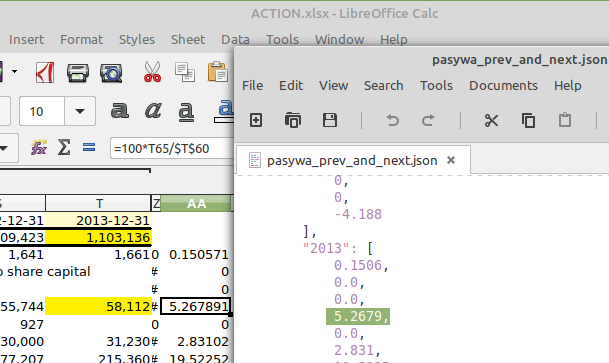 ACTION.xlsx - LibreOffice Calc
Insert Format Styles Sheet Data Tools Window Help
10 a a a a
=100*T65/$T$60
T Z AA
-12-31 2013-12-31
09,423 1,103,136
1,641 1,661 0 0.150571
o share capital # 0
# 0
55,744 58,112 # 5.267891
927 0 0
30,000 31,230 # 2.83102
77,207 215,360 # 19.52252
pasywa_prev_and_next.json
File Edit View Search Tools Documents Help
pasywa_prev_and_next.json ×
0,
0,
-4.188
],
"2013": [
0.1506,
0.0,
0.0,
5.2679,
0.0,
2.831,